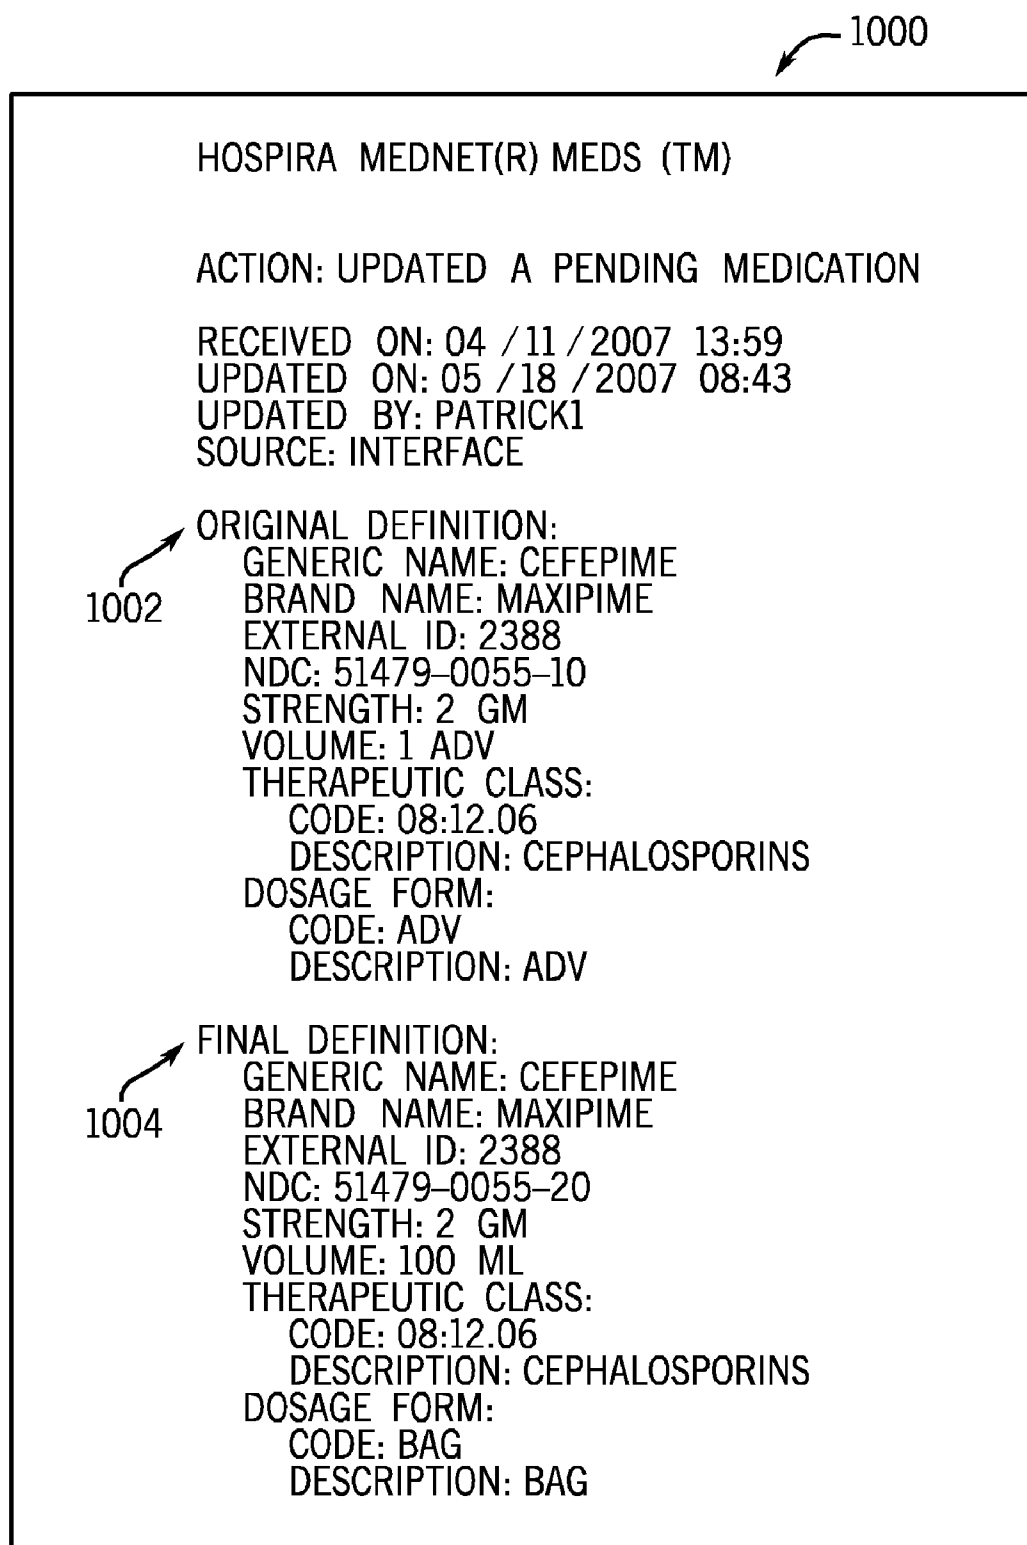 1000
HOSPIRA MEDNET(R) MEDS (TM)
ACTION: UPDATED A PENDING MEDICATION
RECEIVED ON: 04 /11 / 2007 13:59
UPDATED ON: 05 /18 /2007 08:43
UPDATED BY: PATRICK1
SOURCE: INTERFACE
ORIGINAL DEFINITION:
1002
GENERIC NAME: CEFEPIME
BRAND NAME: MAXIPIME
EXTERNAL ID: 2388
NDC: 51479–0055–10
STRENGTH: 2 GM
VOLUME: 1 ADV
THERAPEUTIC CLASS:
CODE: 08:12.06
DESCRIPTION: CEPHALOSPORINS
DOSAGE FORM:
CODE: ADV
DESCRIPTION: ADV
FINAL DEFINITION:
1004
GENERIC NAME: CEFEPIME
BRAND NAME: MAXIPIME
EXTERNAL ID: 2388
NDC: 51479–0055–20
STRENGTH: 2 GM
VOLUME: 100 ML
THERAPEUTIC CLASS:
CODE: 08:12.06
DESCRIPTION: CEPHALOSPORINS
DOSAGE FORM:
CODE: BAG
DESCRIPTION: BAG